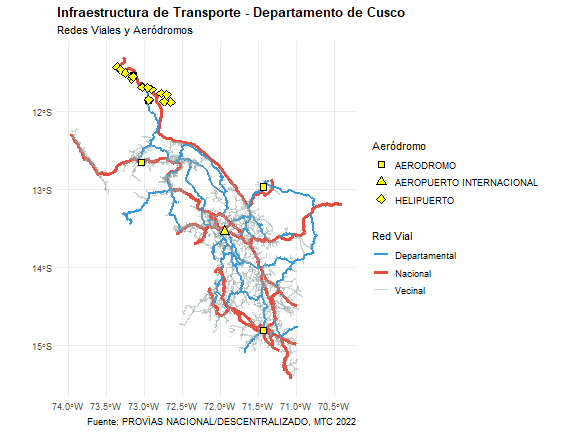 Infraestructura de Transporte - Departamento de Cusco
Redes Viales y Aeródromos
12°S
13°S
14°S
15°S
74.0°W 73.5°W 73.0°W 72.5°W 72.0°W 71.5°W 71.0°W 70.5°W
Aeródromo
AERODROMO
AEROPUERTO INTERNACIONAL
HELIPUERTO
Red Vial
Departamental
Nacional
Vecinal
Fuente: PROVÍAS NACIONAL/DESCENTRALIZADO, MTC 2022